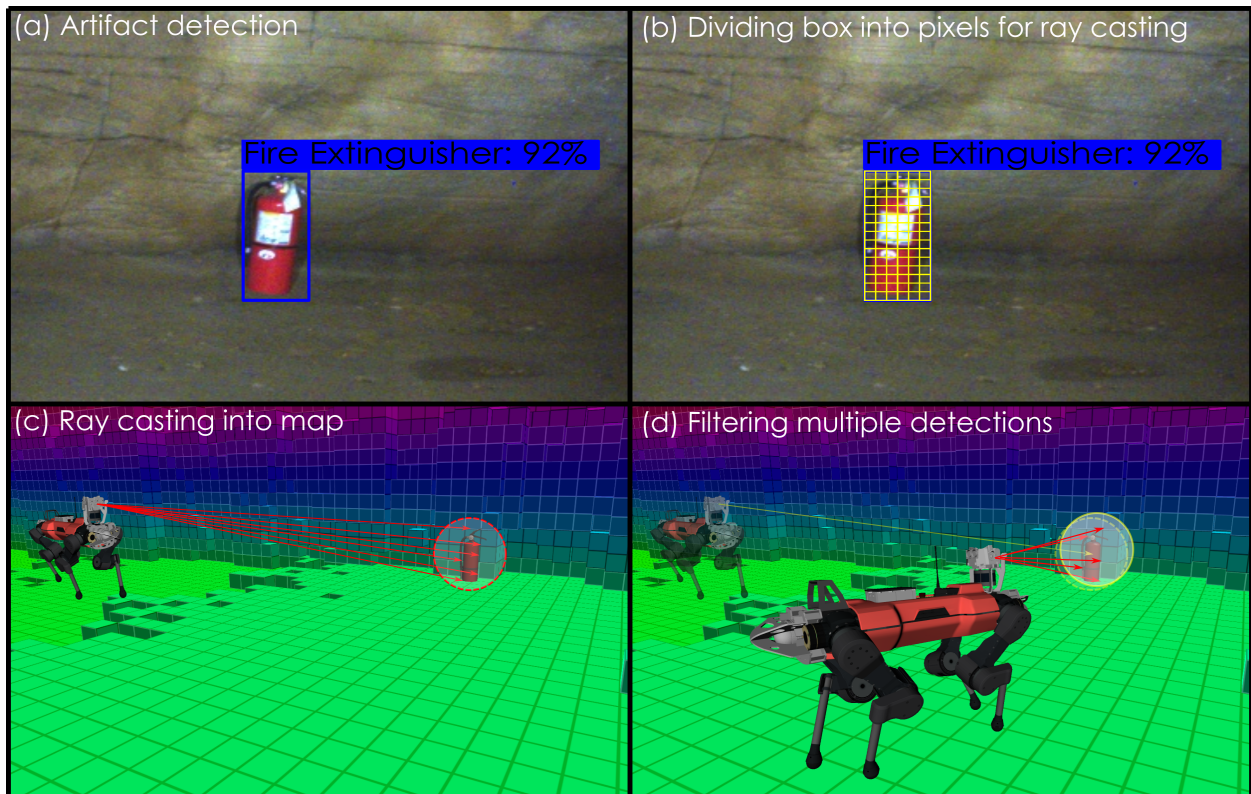 (a) Artifact detection
(b) Dividing box into pixels for ray casting
Fire Extinguisher: 92%
Fire Extinguisher: 92%
(c) Ray casting into map
(d) Filtering multiple detections